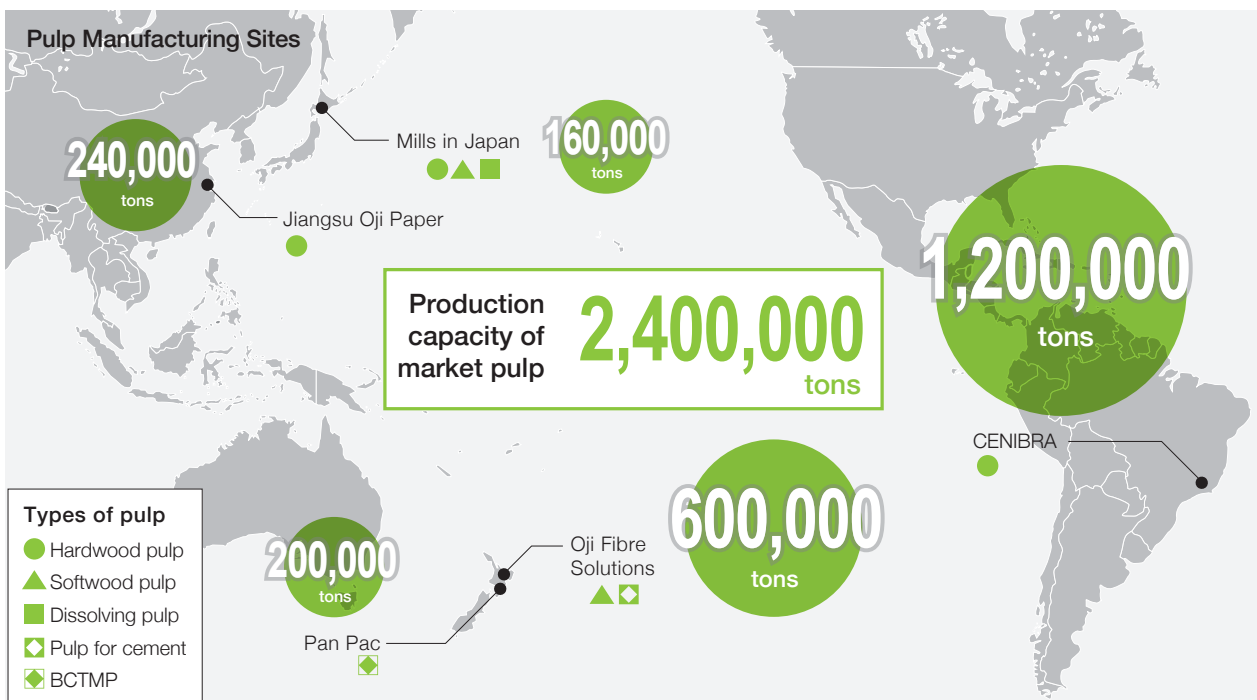 Pulp Manufacturing Sites
240,000
tons
Mills in Japan
160,000
tons
Jiangsu Oji Paper
1,200,000
tons
Production
capacity of
market pulp
2,400,000
tons
CENIBRA
600,000
tons
Oji Fibre
Solutions
200,000
tons
Pan Pac
Types of pulp
Hardwood pulp
Softwood pulp
Dissolving pulp
Pulp for cement
BCTMP